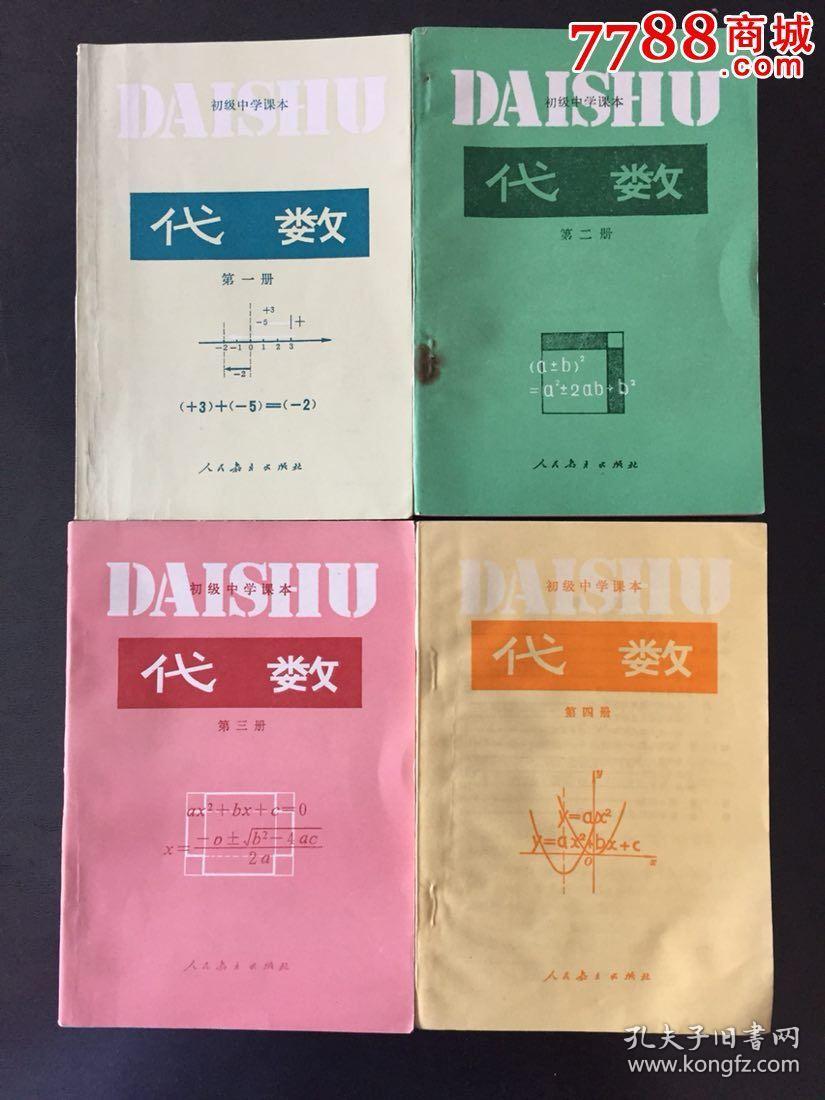 7788商城
DAISHU
初级中学课本
代数
第一册
+3
-5
+
-2 -1 0 1 2 3
-2
(+3)+(-5)=(-2)
人民教育出版社
DAISHU
初级中学课本
代数
第二册
(a±b)²
=a²±2ab+b²
人民教育出版社
DAISHU
初级中学课本
代数
第三册
ax²+bx+c=0
x=-b±√b²-4ac
2a
人民教育出版社
DAISHU
初级中学课本
代数
第四册
y
y=ax²
y=ax²+bx+c
O
x
人民教育出版社
孔夫子旧書网
www.kongfz.com